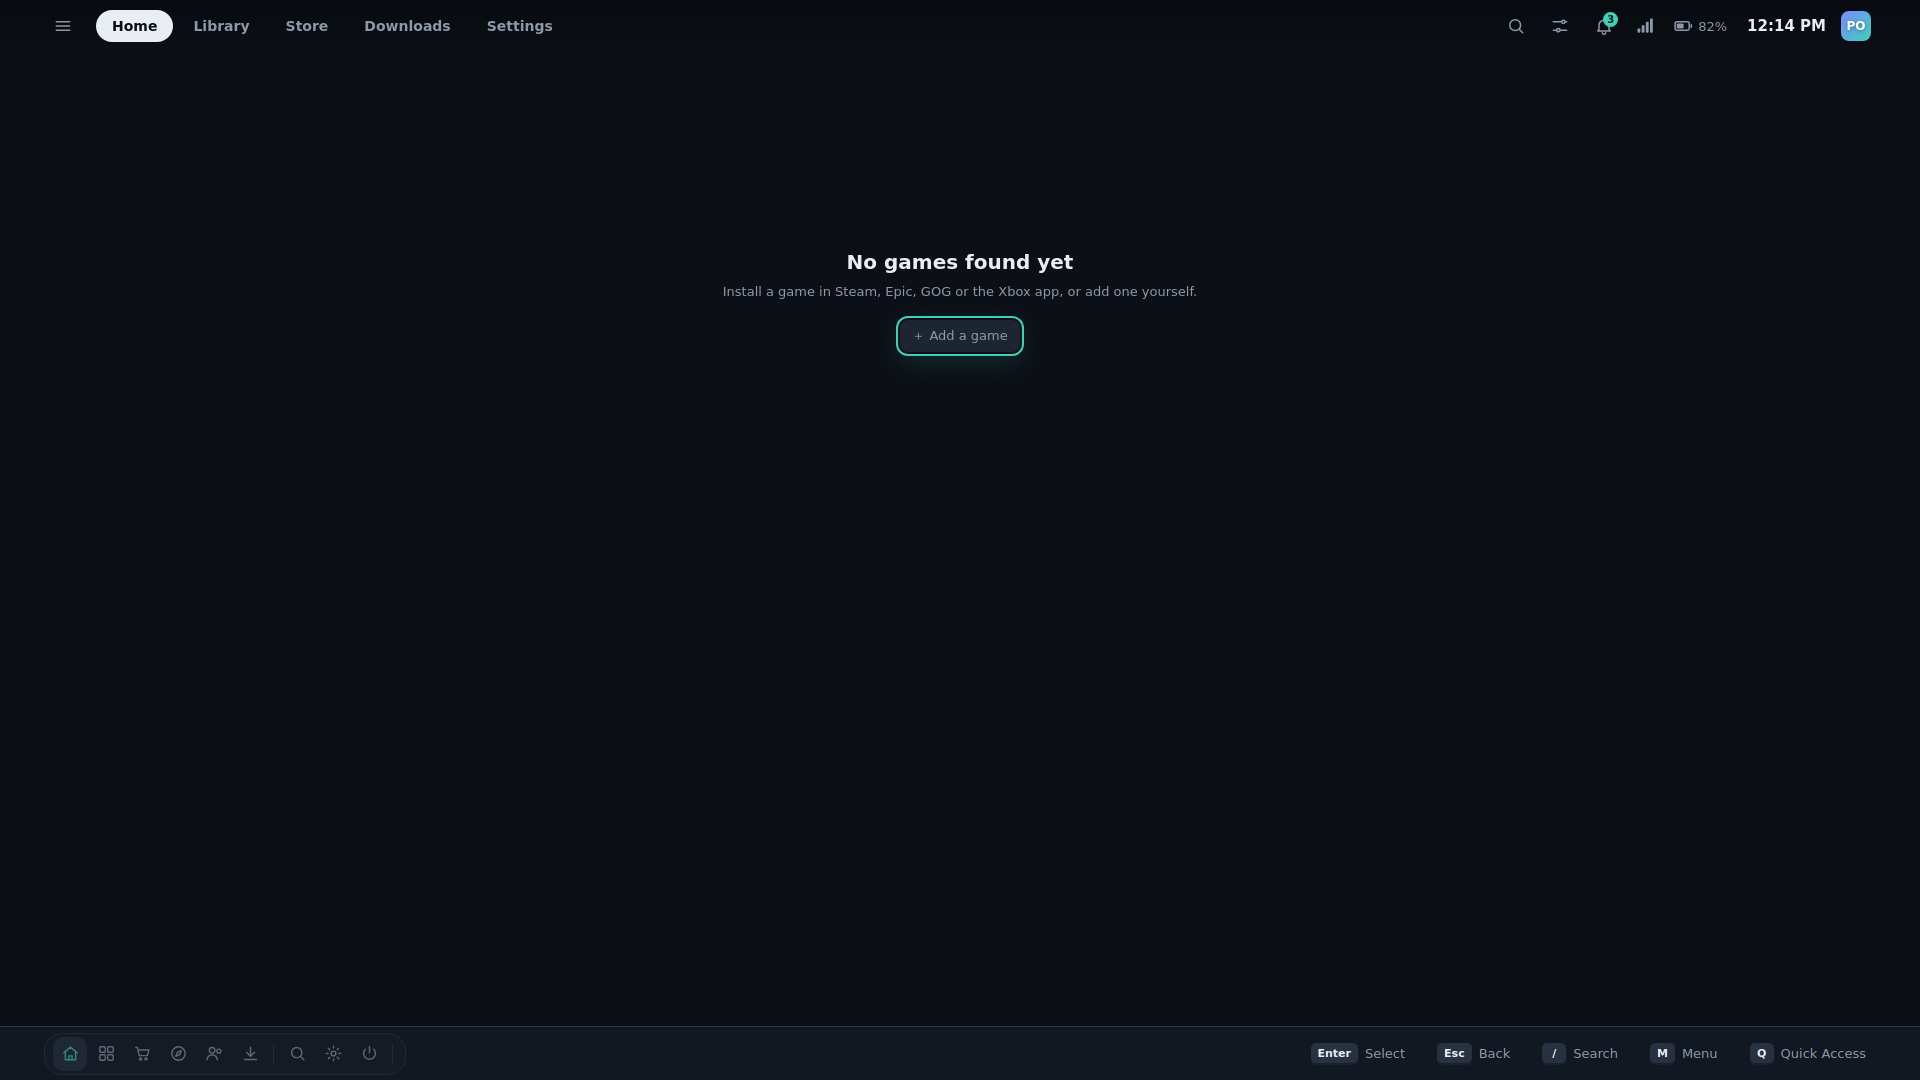 Home Library Store Downloads Settings 3 82% 12:14 PM PO
No games found yet
Install a game in Steam, Epic, GOG or the Xbox app, or add one yourself.
+ Add a game
Enter Select Esc Back / Search M Menu Q Quick Access